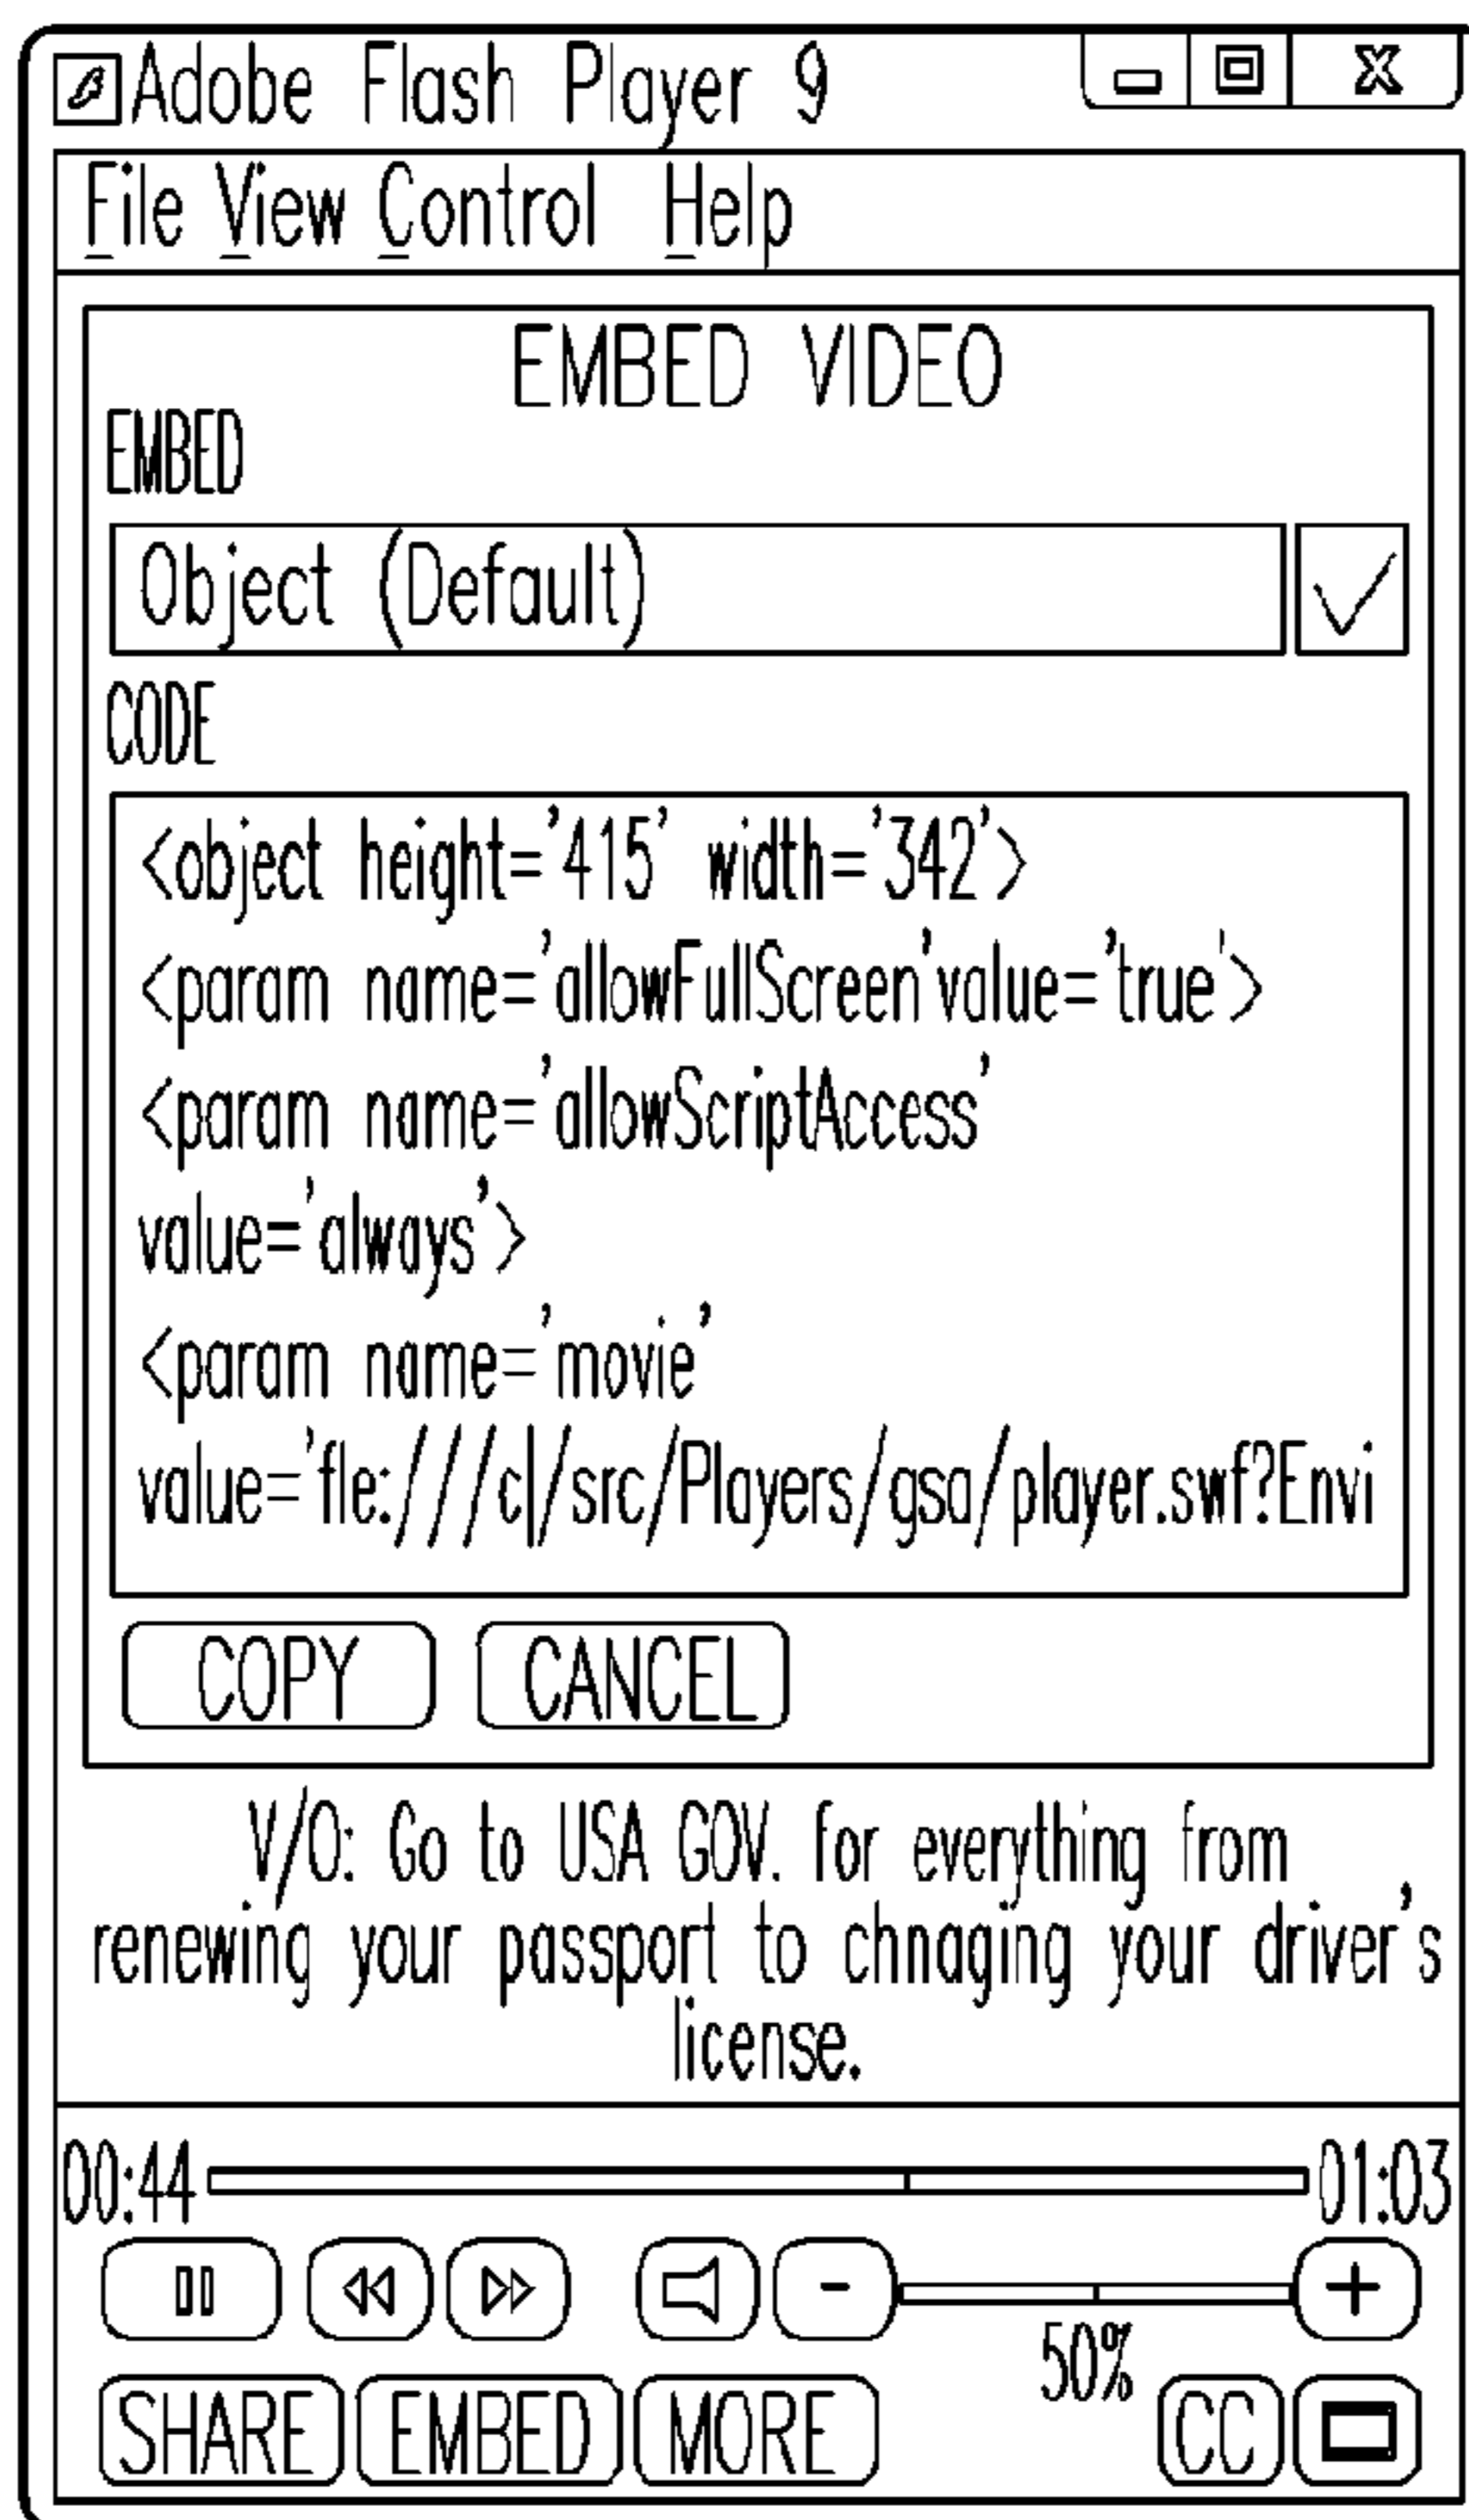 Adobe Flash Player 9
File View Control Help
EMBED VIDEO
EMBED
Object (Default)
CODE
<object height='415' width='342'>
<param name='allowFullScreen'value='true'>
<param name='allowScriptAccess'
value='always'>
<param name='movie'
value='fle:///c|/src/Players/gsa/player.swf?Envi
COPY CANCEL
V/O: Go to USA GOV. for everything from
renewing your passport to chnagjing your driver's
license.
00:44 01:03
- +
50%
SHARE EMBED MORE CC